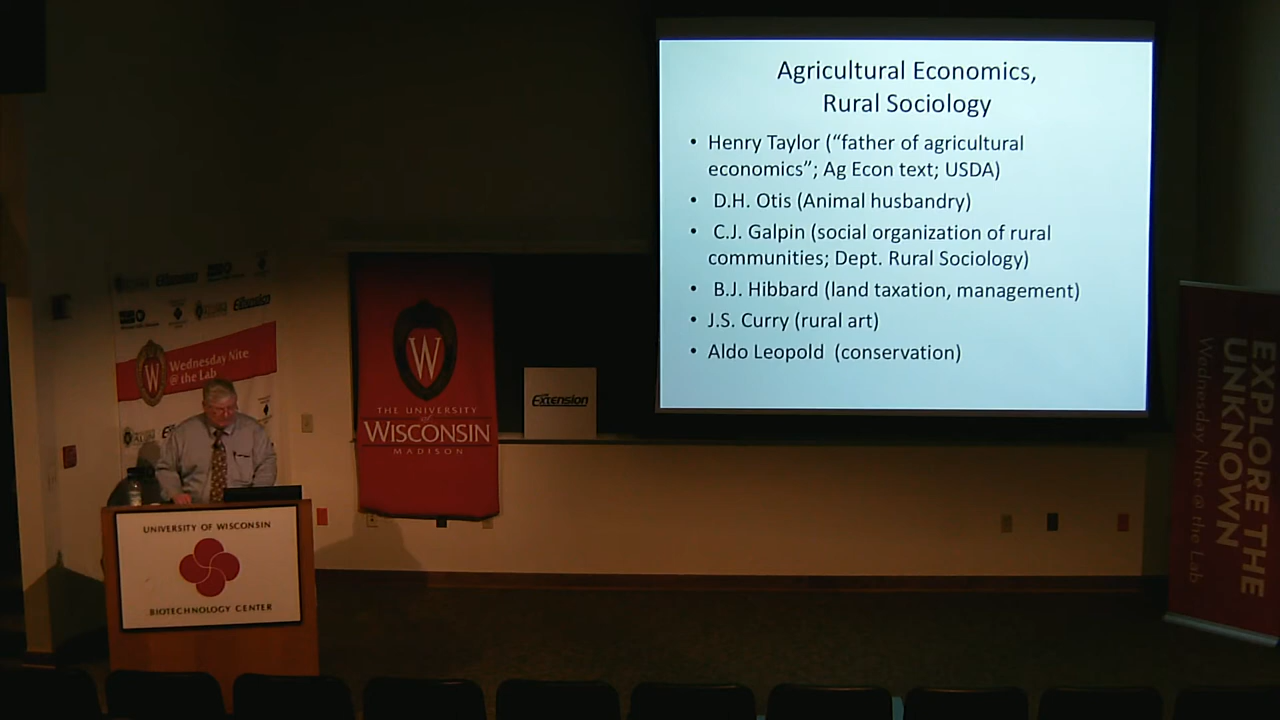 Agricultural Economics,
Rural Sociology
• Henry Taylor (“father of agricultural
economics”; Ag Econ text; USDA)
• D.H. Otis (Animal husbandry)
• C.J. Galpin (social organization of rural
communities; Dept. Rural Sociology)
• B.J. Hibbard (land taxation, management)
• J.S. Curry (rural art)
• Aldo Leopold (conservation)
Wednesday Nite
@ the Lab
W
THE UNIVERSITY
of
WISCONSIN
MADISON
Extension
UNIVERSITY OF WISCONSIN
BIOTECHNOLOGY CENTER
EXPLORE THE
UNKNOWN
Wednesday Nite @ the Lab